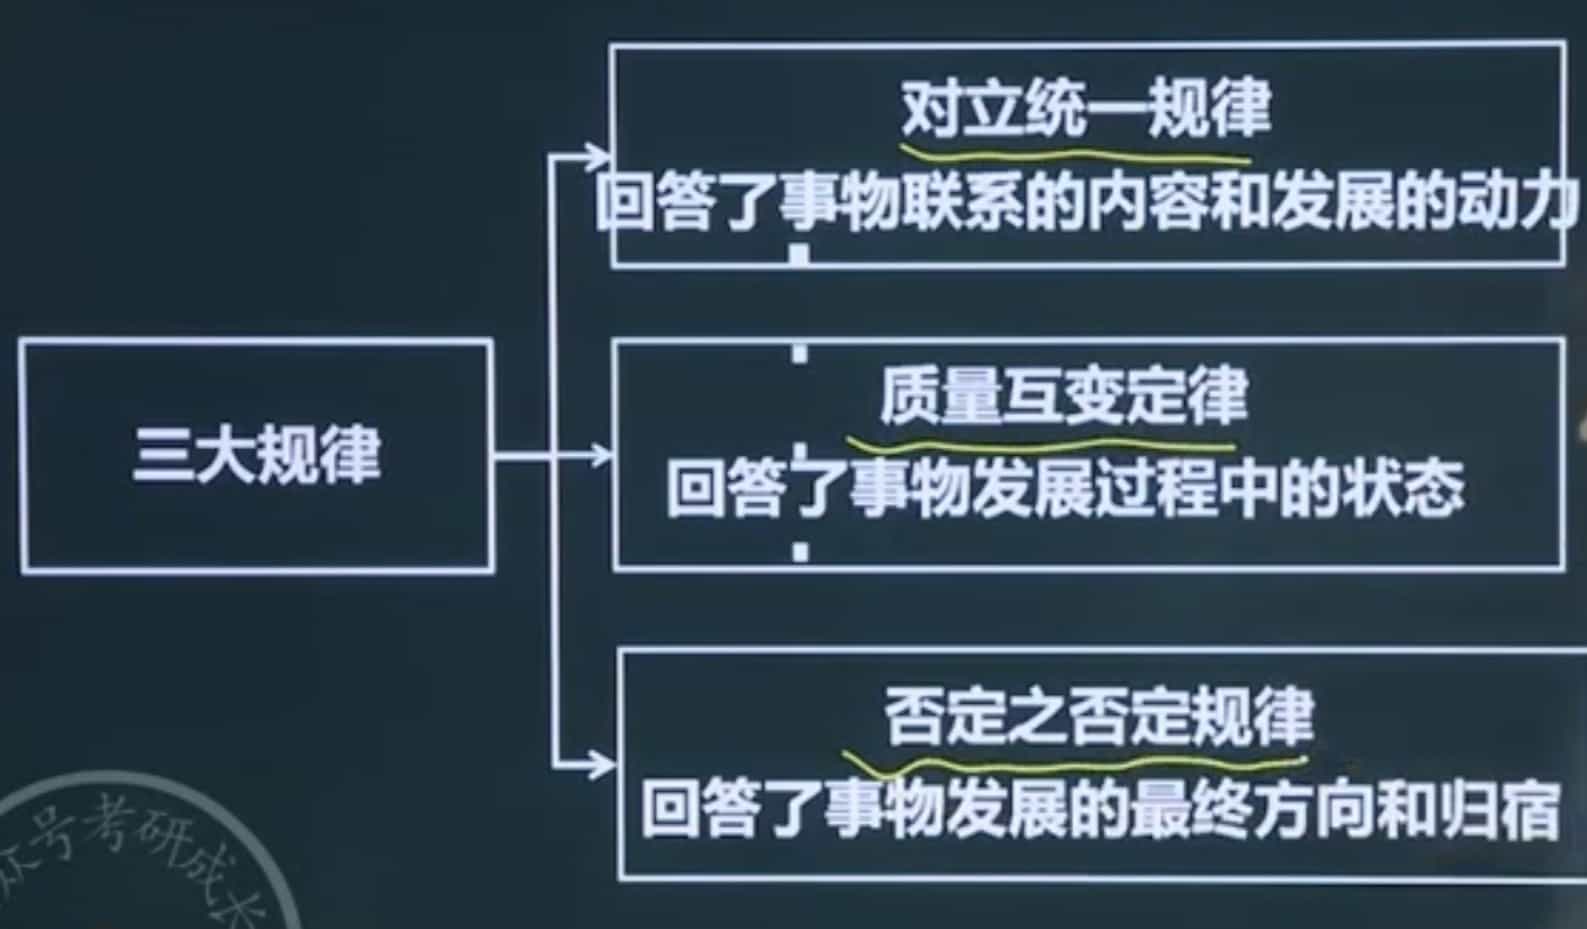 对立统一规律
回答了事物联系的内容和发展的动力
三大规律
质量互变定律
回答了事物发展过程中的状态
否定之否定规律
回答了事物发展的最终方向和归宿
众号考研成长